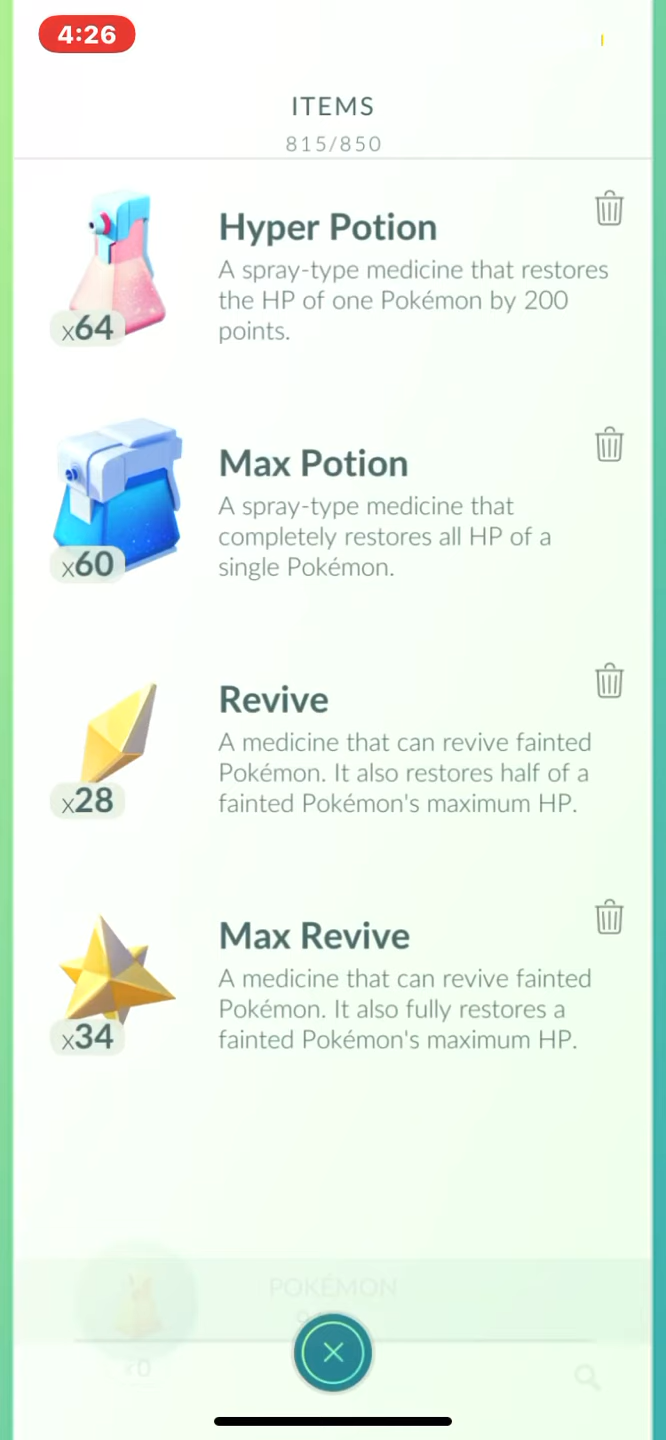 4:26
ITEMS
815/850
Hyper Potion
A spray-type medicine that restores
the HP of one Pokémon by 200
points.
x64
Max Potion
A spray-type medicine that
completely restores all HP of a
single Pokémon.
x60
Revive
A medicine that can revive fainted
Pokémon. It also restores half of a
fainted Pokémon's maximum HP.
x28
Max Revive
A medicine that can revive fainted
Pokémon. It also fully restores a
fainted Pokémon's maximum HP.
x34
POKÉMON